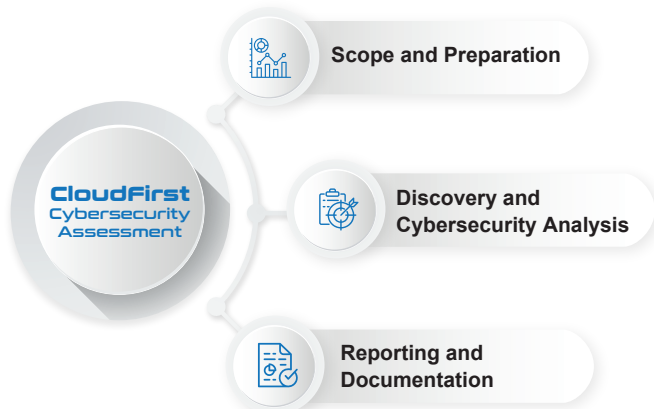 CloudFirst
Cybersecurity
Assessment
Scope and Preparation
Discovery and
Cybersecurity Analysis
Reporting and
Documentation